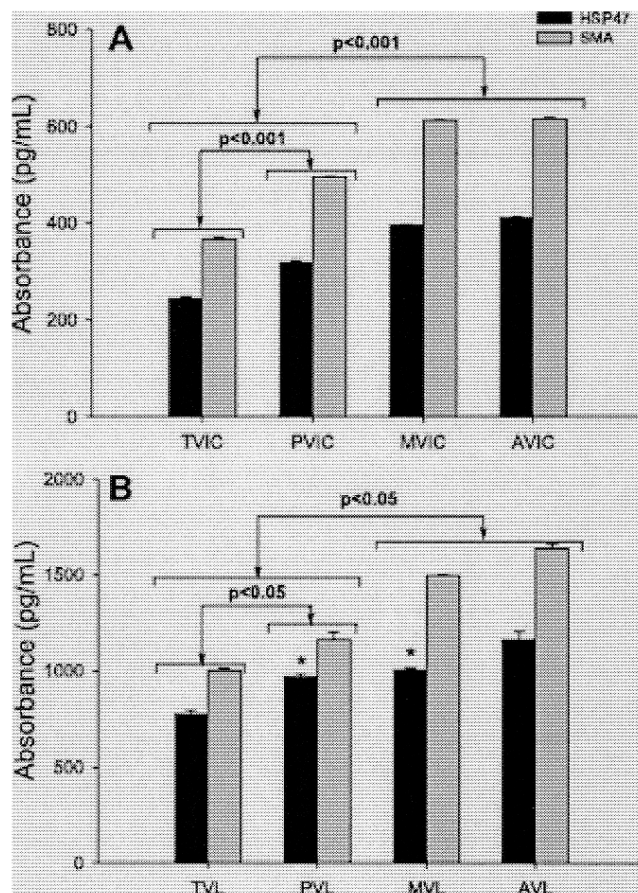 A
HSP47
SMA
Absorbance (pg/mL)
800
600
400
200
0
p<0.001
p<0.001
TVIC PVIC MVIC AVIC
B
Absorbance (pg/mL)
2000
1500
1000
500
0
p<0.05
p<0.05
* *
TVL PVL MVL AVL